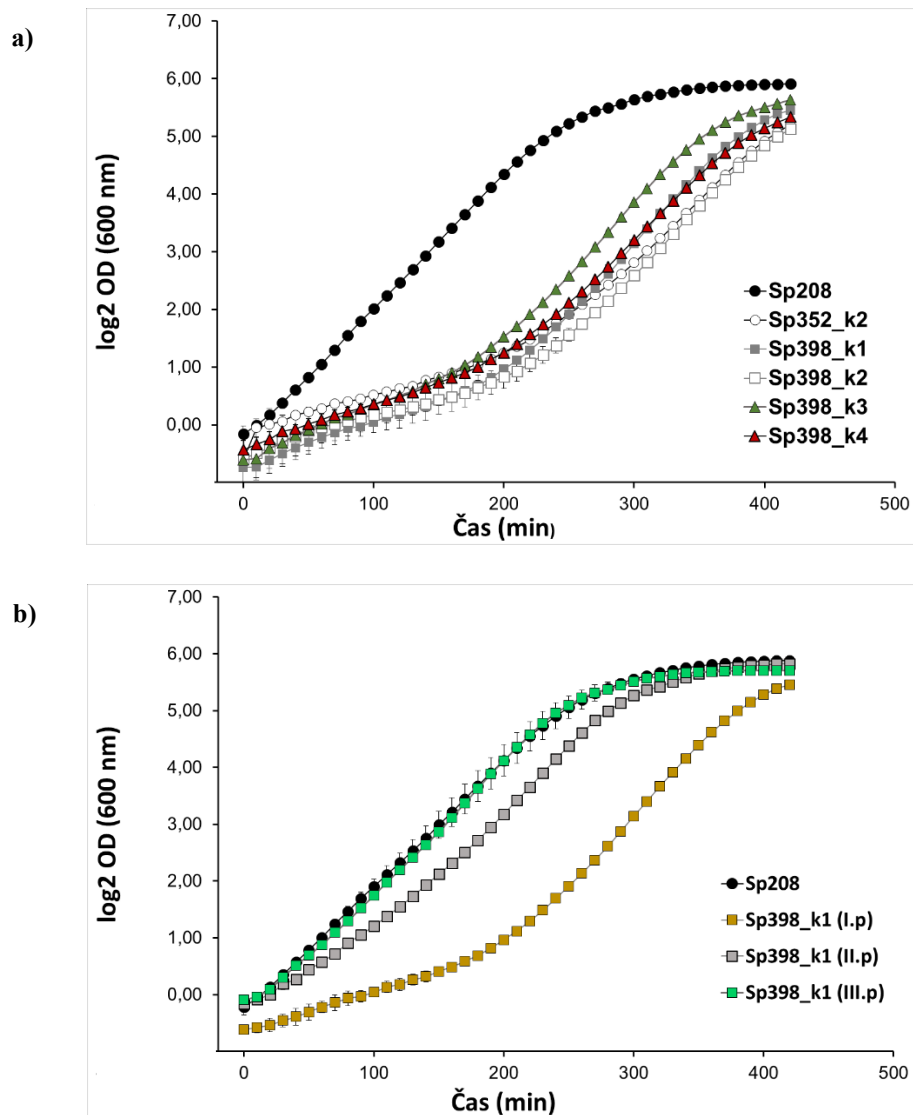 a)
7,00
6,00
5,00
4,00
3,00
2,00
1,00
0,00
log2 OD (600 nm)
Sp208
Sp352_k2
Sp398_k1
Sp398_k2
Sp398_k3
Sp398_k4
0 100 200 300 400 500
Čas (min)
b)
7,00
6,00
5,00
4,00
3,00
2,00
1,00
0,00
log2 OD (600 nm)
Sp208
Sp398_k1 (I.p)
Sp398_k1 (II.p)
Sp398_k1 (III.p)
0 100 200 300 400 500
Čas (min)